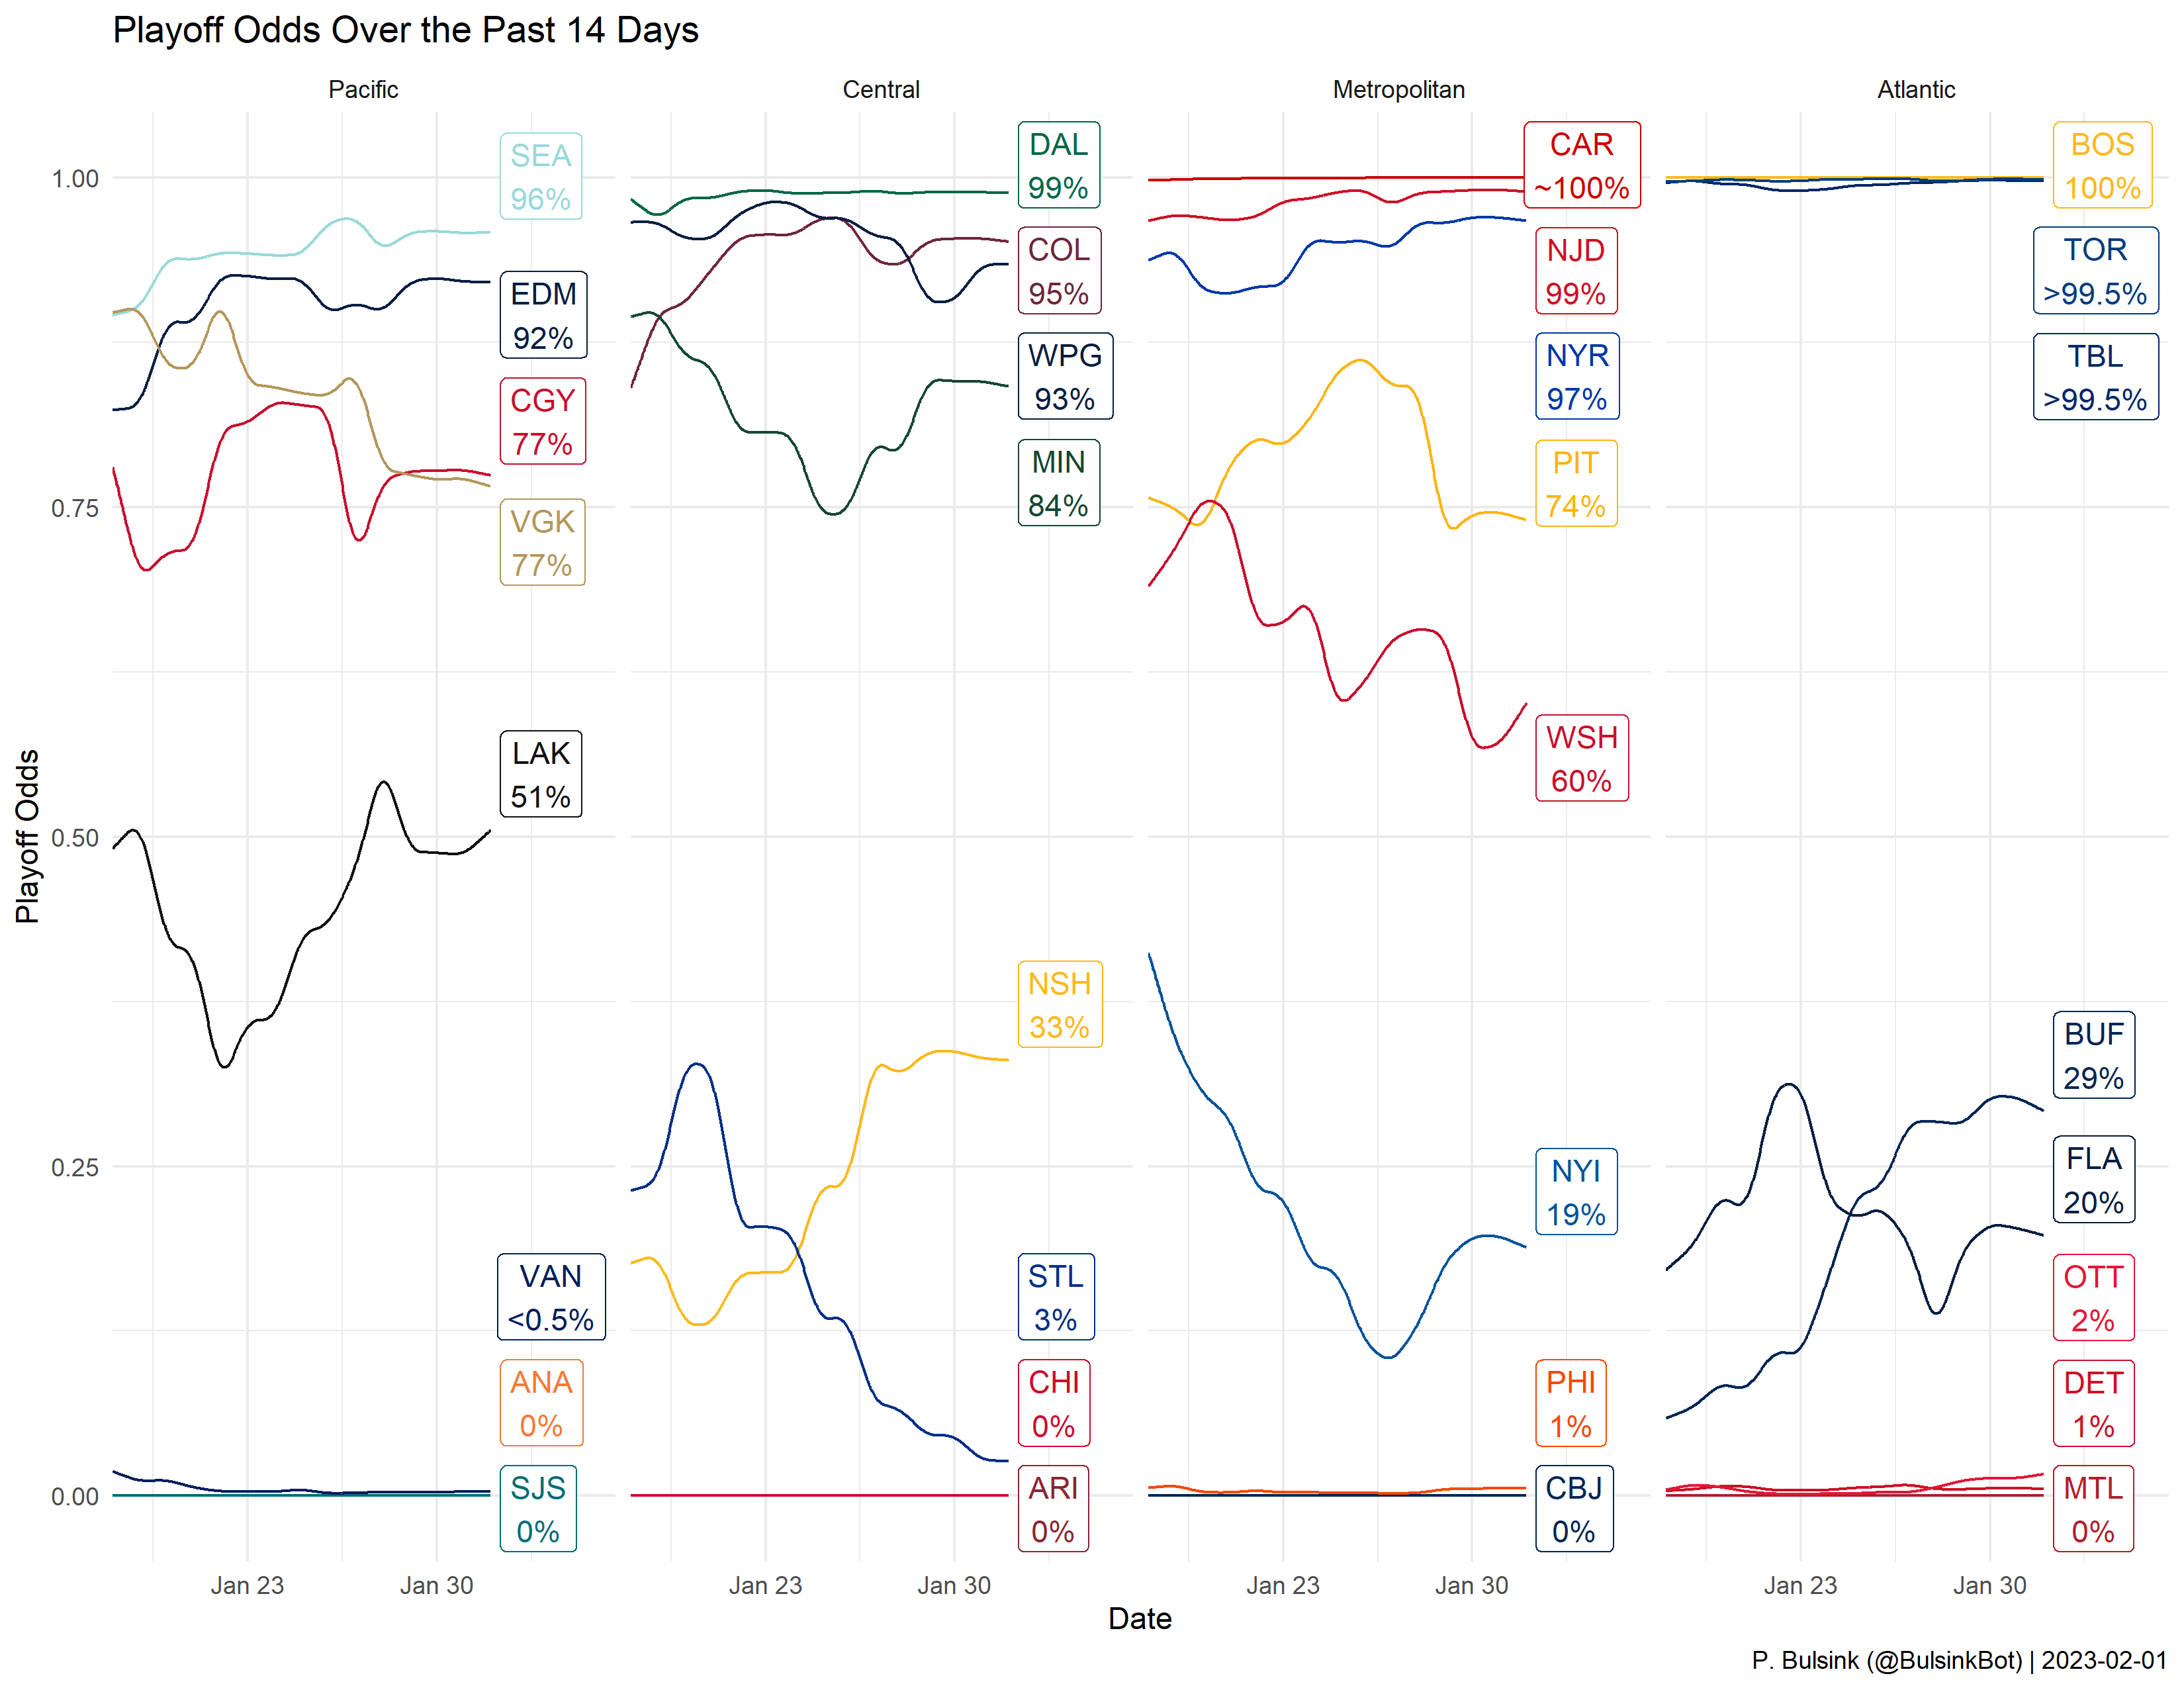 Playoff Odds Over the Past 14 Days
Pacific
Central
Metropolitan
Atlantic
Playoff Odds
1.00
0.75
0.50
0.25
0.00
SEA
96%
EDM
92%
CGY
77%
VGK
77%
LAK
51%
VAN
<0.5%
ANA
0%
SJS
0%
DAL
99%
COL
95%
WPG
93%
MIN
84%
NSH
33%
STL
3%
CHI
0%
ARI
0%
CAR
~100%
NJD
99%
NYR
97%
PIT
74%
WSH
60%
NYI
19%
PHI
1%
CBJ
0%
BOS
100%
TOR
>99.5%
TBL
>99.5%
BUF
29%
FLA
20%
OTT
2%
DET
1%
MTL
0%
Jan 23
Jan 30
Jan 23
Jan 30
Jan 23
Jan 30
Jan 23
Jan 30
Date
P. Bulsink (@BulsinkBot) | 2023-02-01